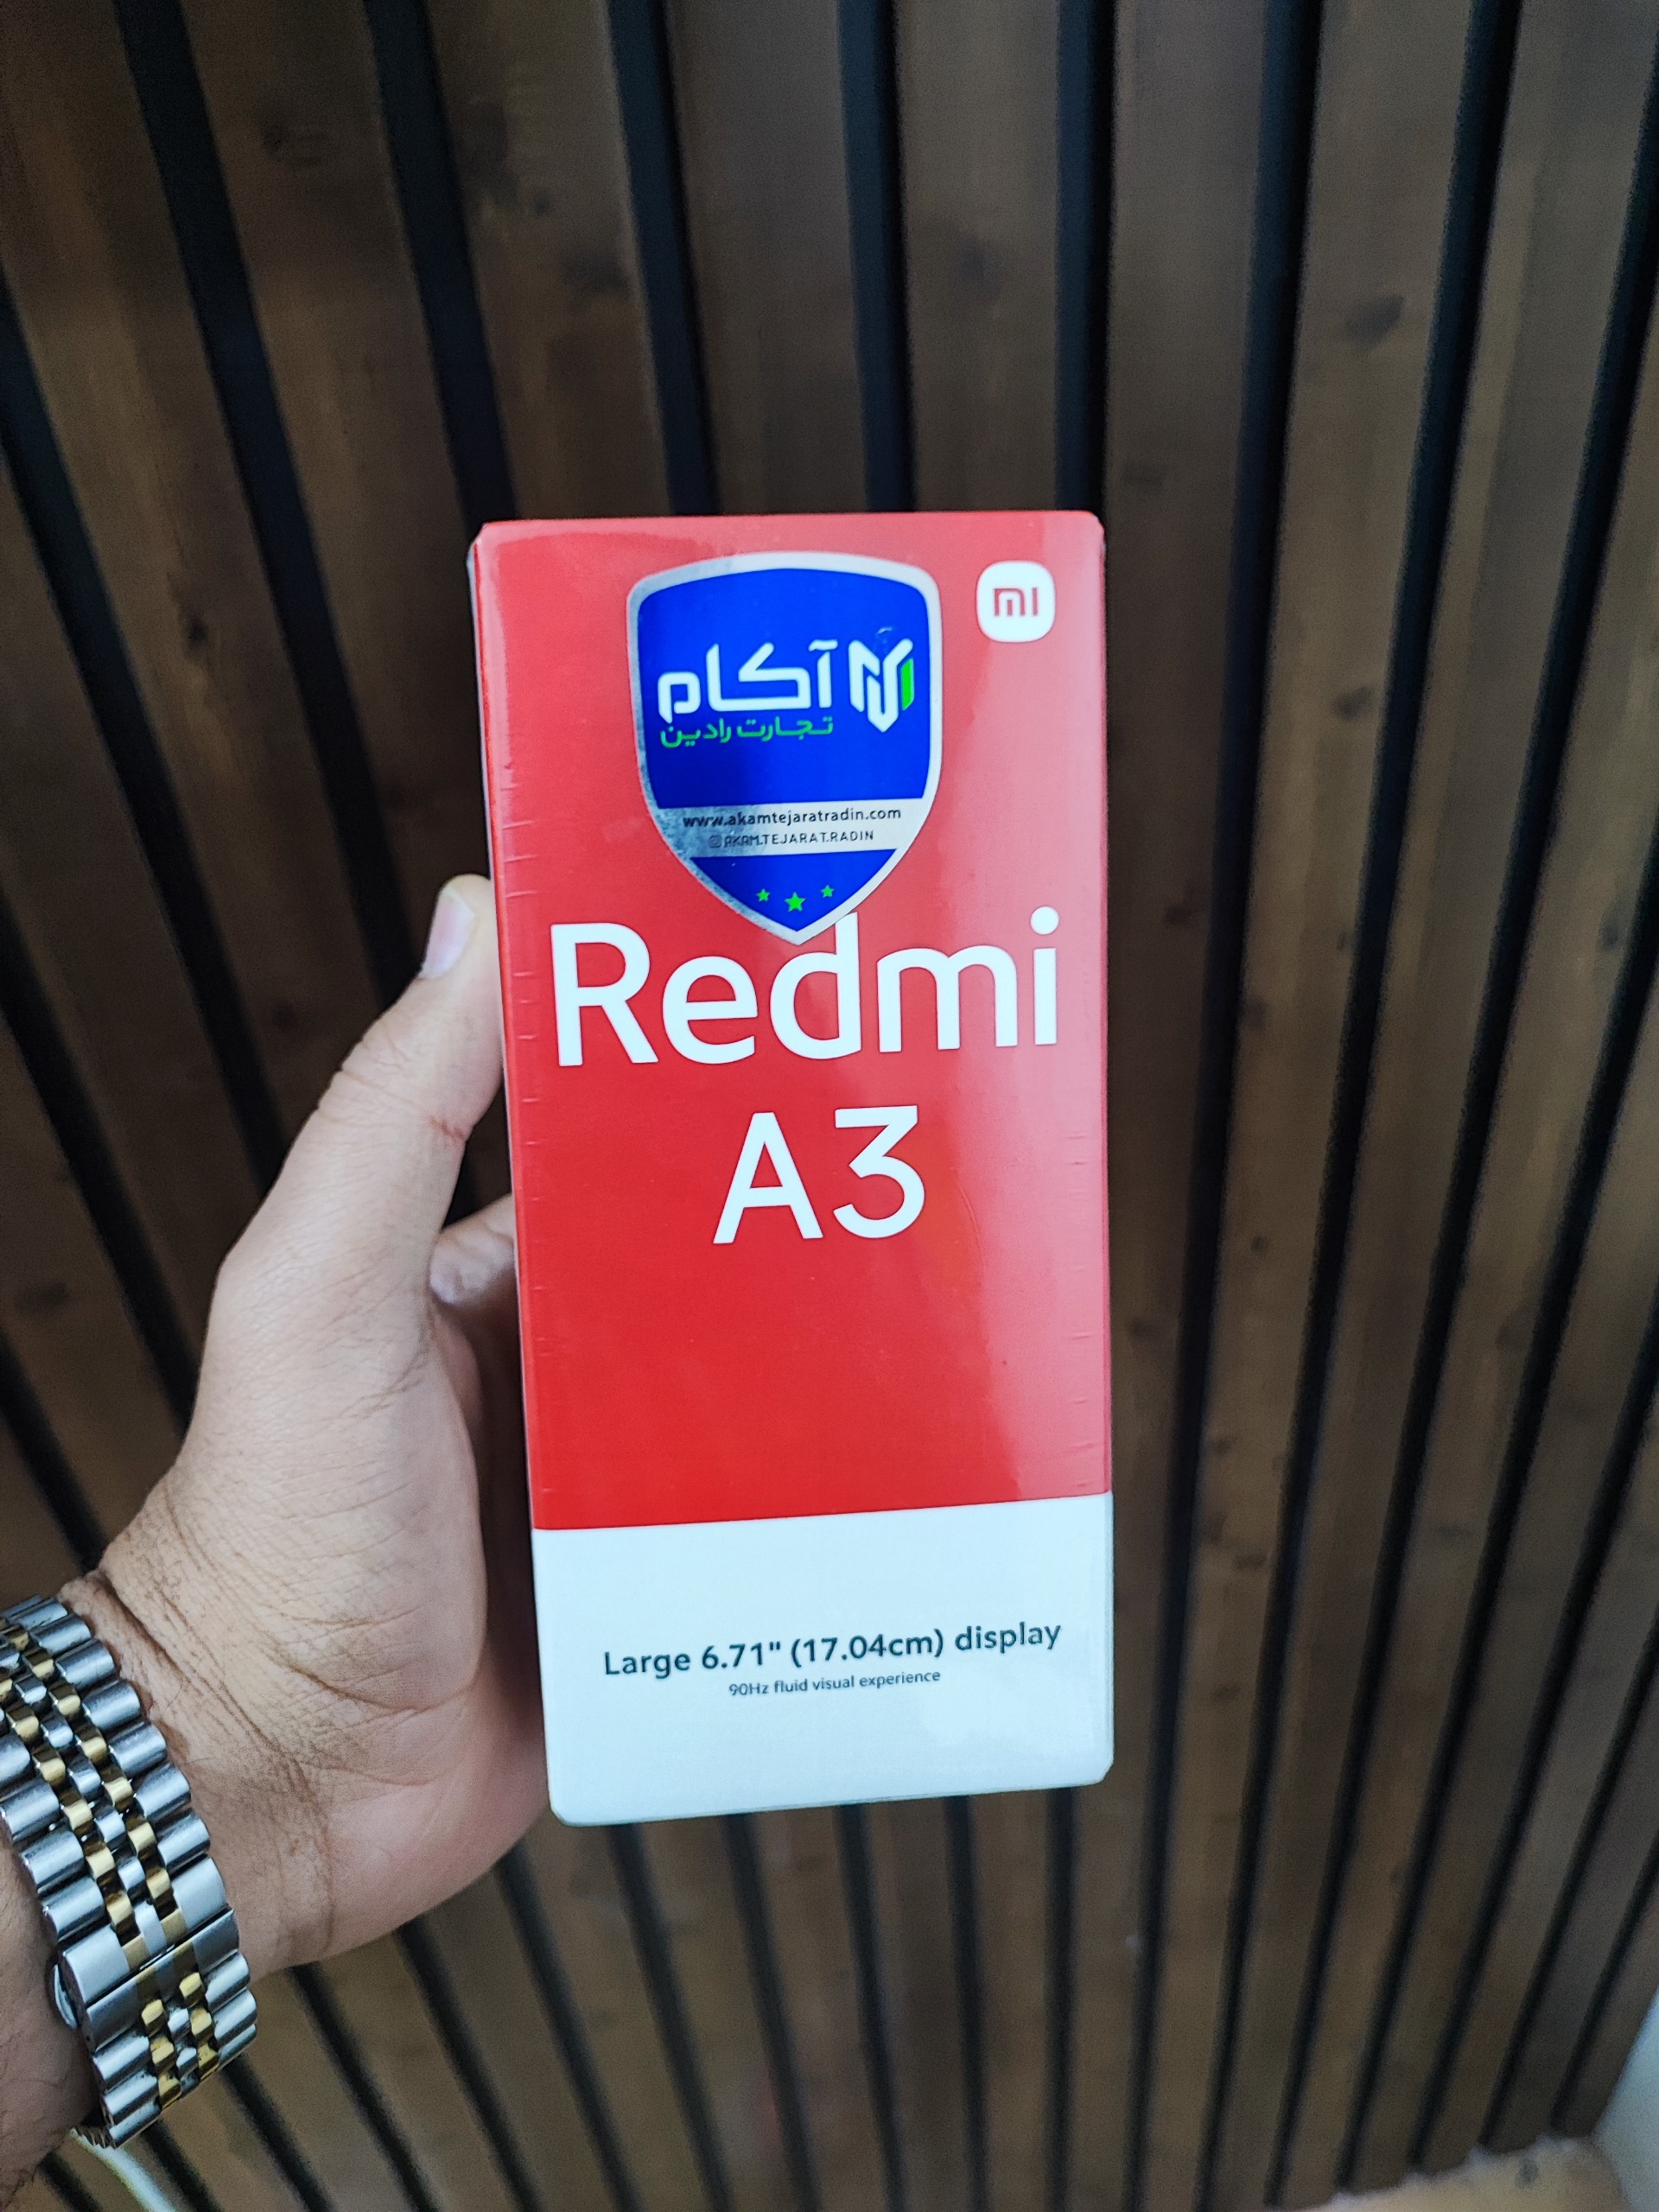 mi
آکام
تجارت رادین
www.akamtejaratradin.com
AKAM.TEJARAT.RADIN
Redmi
A3
Large 6.71" (17.04cm) display
90Hz fluid visual experience